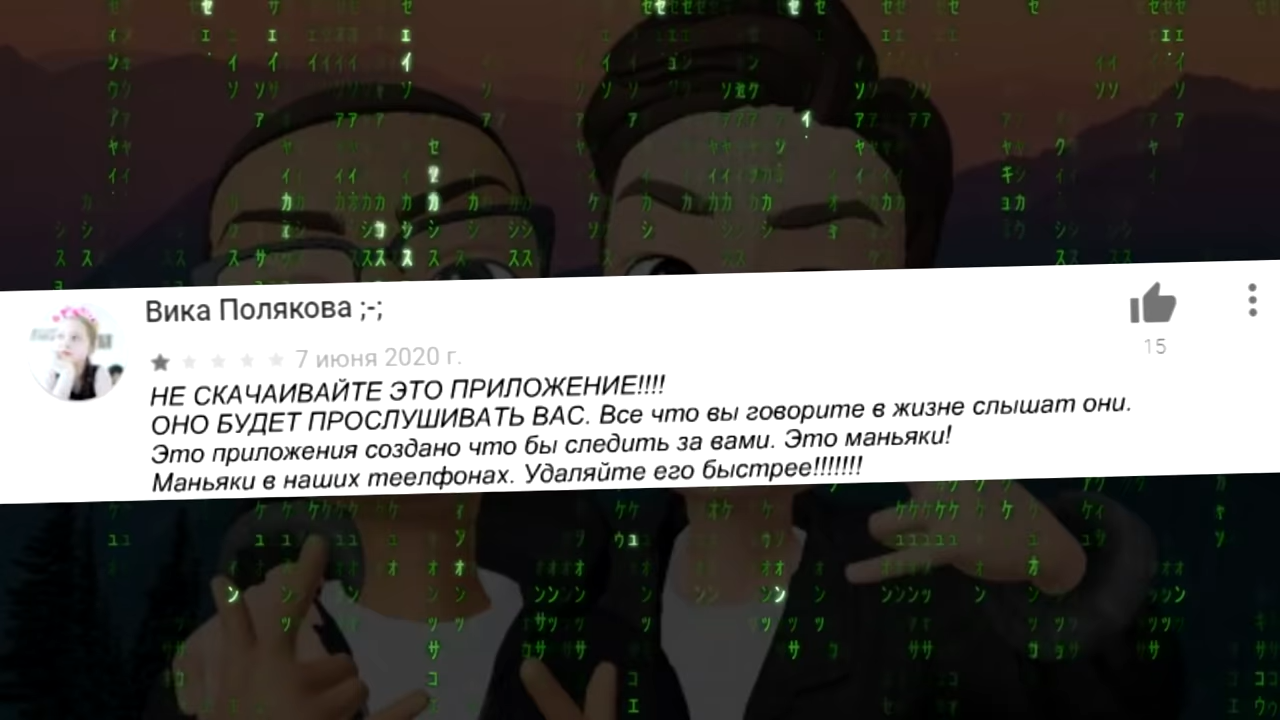 Вика Полякова ;-;
7 июня 2020 г.
15
НЕ СКАЧАИВАЙТЕ ЭТО ПРИЛОЖЕНИЕ!!!!
ОНО БУДЕТ ПРОСЛУШИВАТЬ ВАС. Все что вы говорите в жизне слышат они.
Это приложения создано что бы следить за вами. Это маньяки!
Маньяки в наших теелфонах. Удаляйте его быстрее!!!!!!!